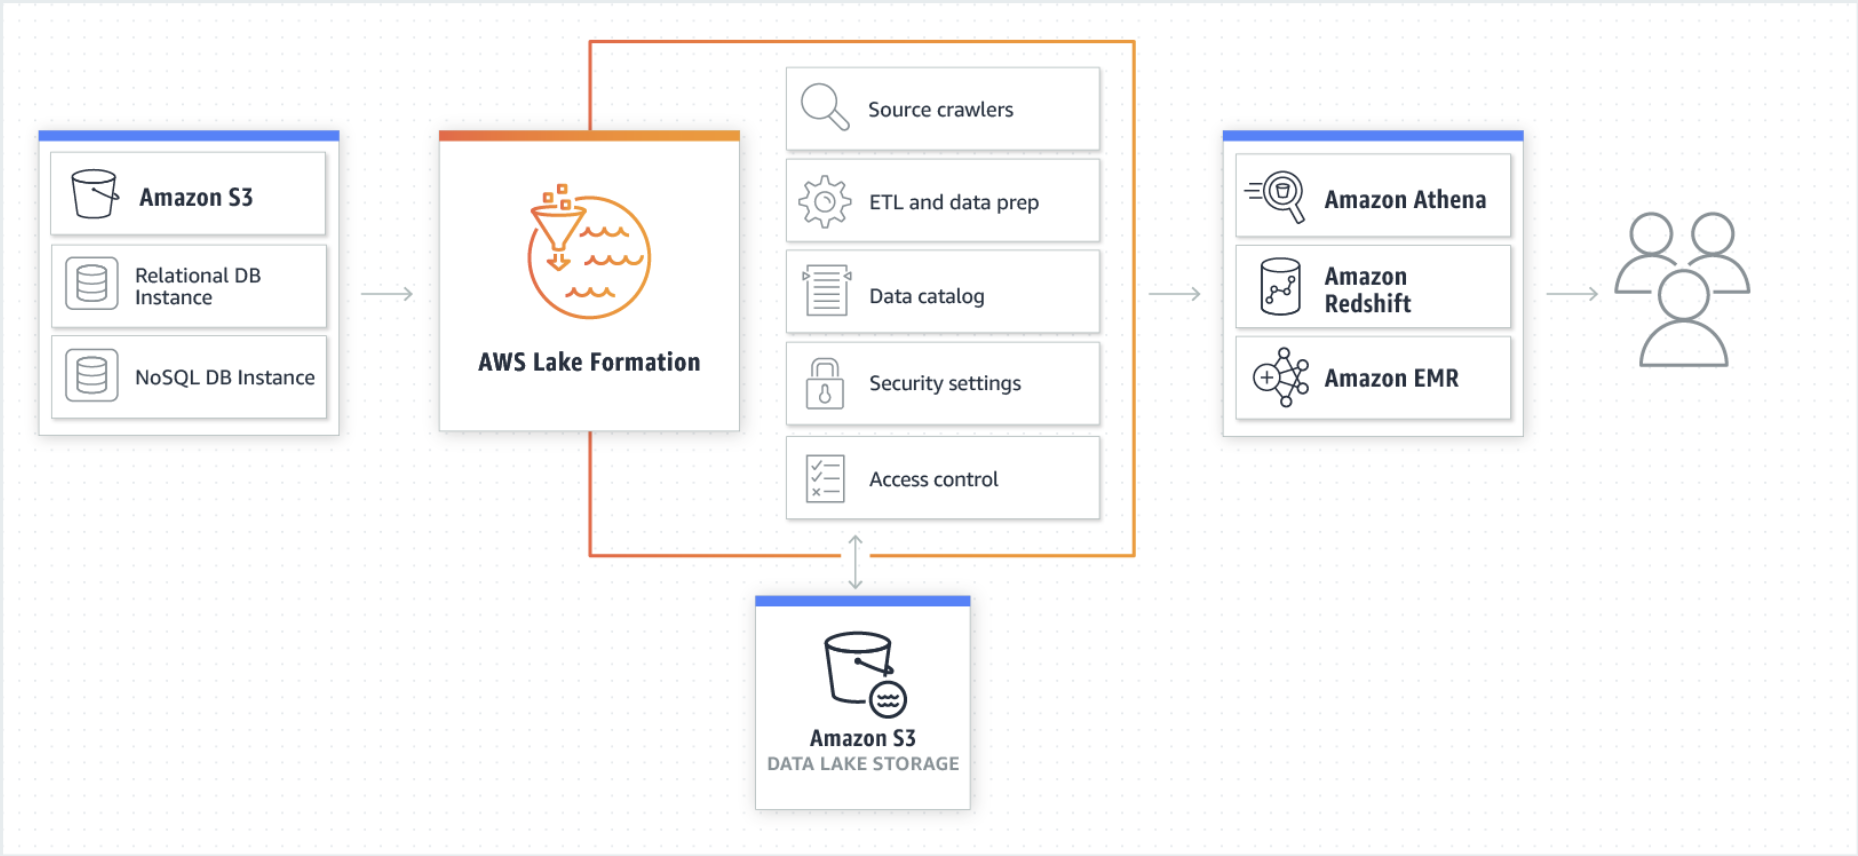 Amazon S3
Relational DB
Instance
NoSQL DB Instance
AWS Lake Formation
Source crawlers
ETL and data prep
Data catalog
Security settings
Access control
Amazon S3
DATA LAKE STORAGE
Amazon Athena
Amazon
Redshift
Amazon EMR